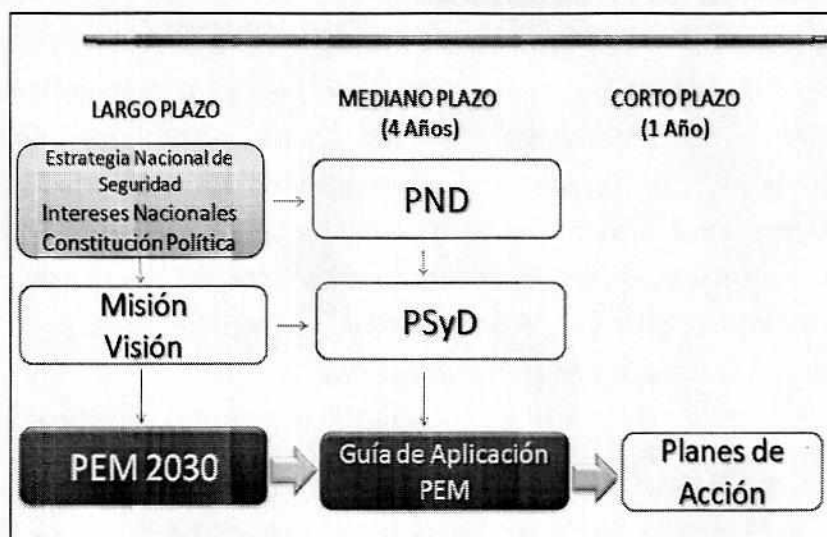 LARGO PLAZO
MEDIANO PLAZO
(4 Años)
CORTO PLAZO
(1 Año)
Estrategia Nacional de
Seguridad
Intereses Nacionales
Constitución Política
PND
Misión
Visión
PSyD
PEM 2030
Guía de Aplicación
PEM
Planes de
Acción